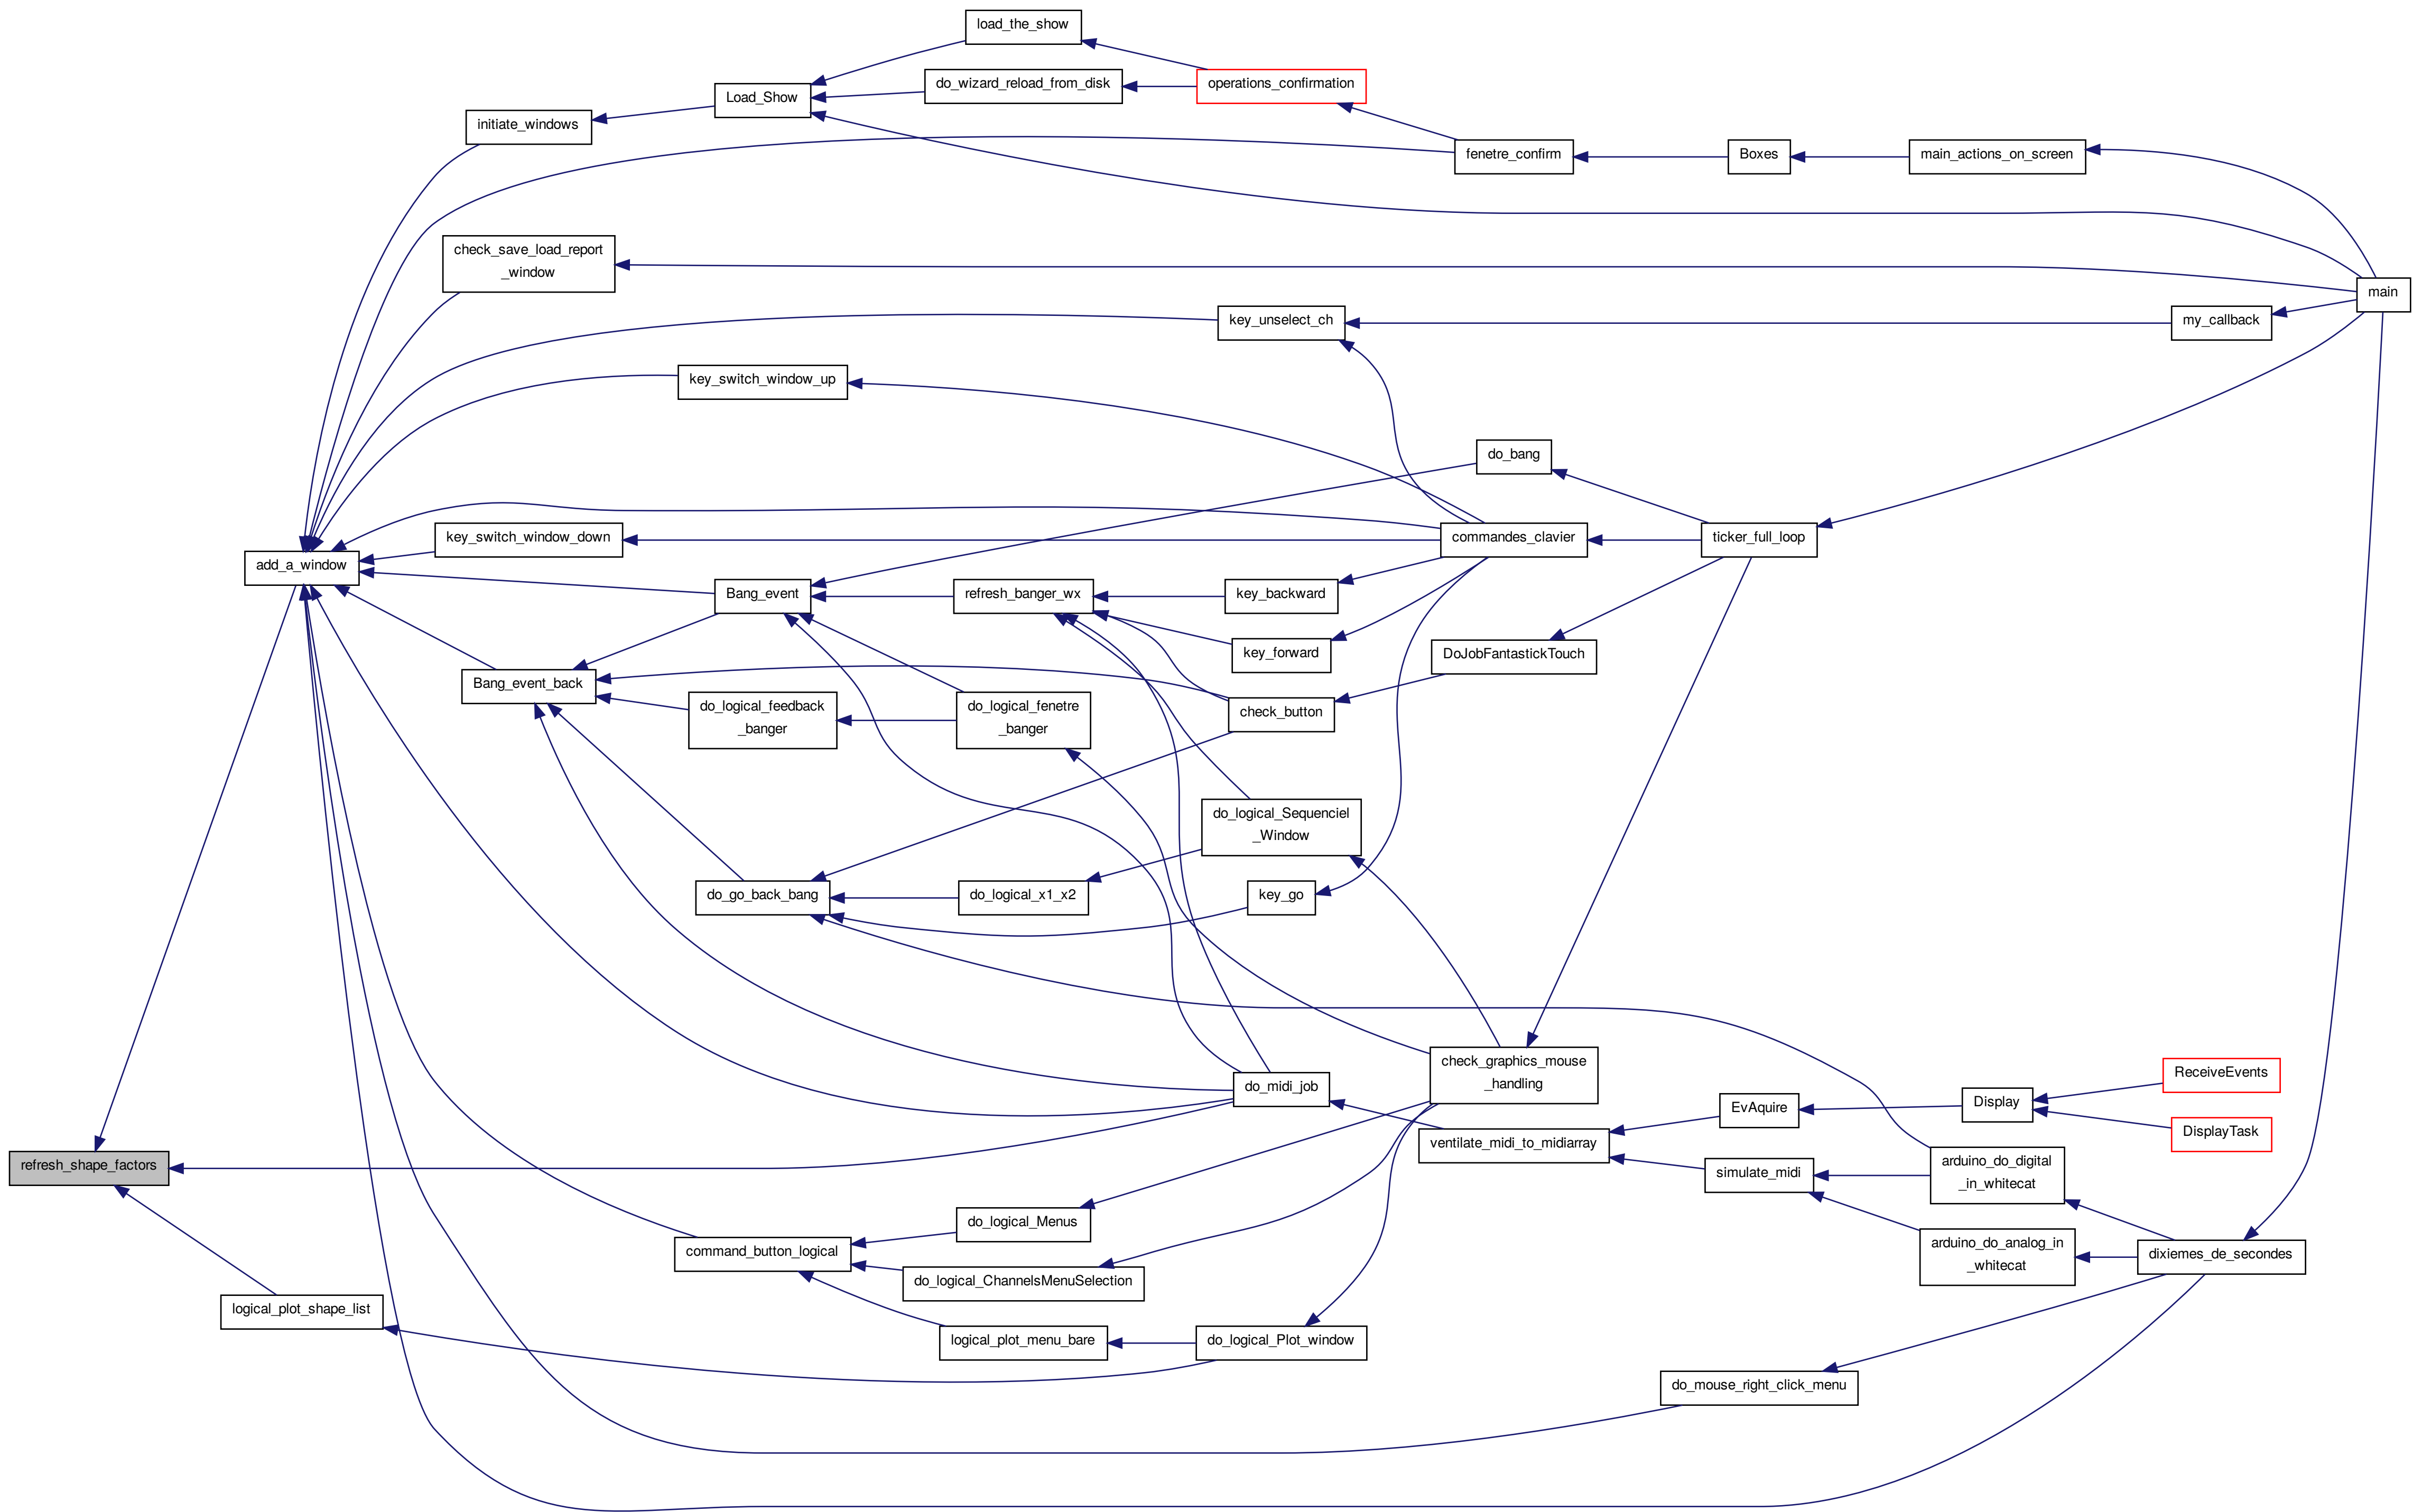 load_the_show
do_wizard_reload_from_disk
operations_confirmation
Load_Show
initiate_windows
fenetre_confirm
Boxes
main_actions_on_screen
check_save_load_report
_window
main
key_unselect_ch
my_callback
key_switch_window_up
do_bang
key_switch_window_down
commandes_clavier
ticker_full_loop
add_a_window
Bang_event
refresh_banger_wx
key_backward
key_forward
DoJobFantastickTouch
Bang_event_back
do_logical_feedback
_banger
do_logical_fenetre
_banger
check_button
do_logical_Sequenciel
_Window
do_go_back_bang
do_logical_x1_x2
key_go
check_graphics_mouse
_handling
do_midi_job
ReceiveEvents
EvAquire
Display
DisplayTask
ventilate_midi_to_midiarray
refresh_shape_factors
simulate_midi
arduino_do_digital
_in_whitecat
do_logical_Menus
command_button_logical
arduino_do_analog_in
_whitecat
dixiemes_de_secondes
do_logical_ChannelsMenuSelection
logical_plot_shape_list
logical_plot_menu_bare
do_logical_Plot_window
do_mouse_right_click_menu